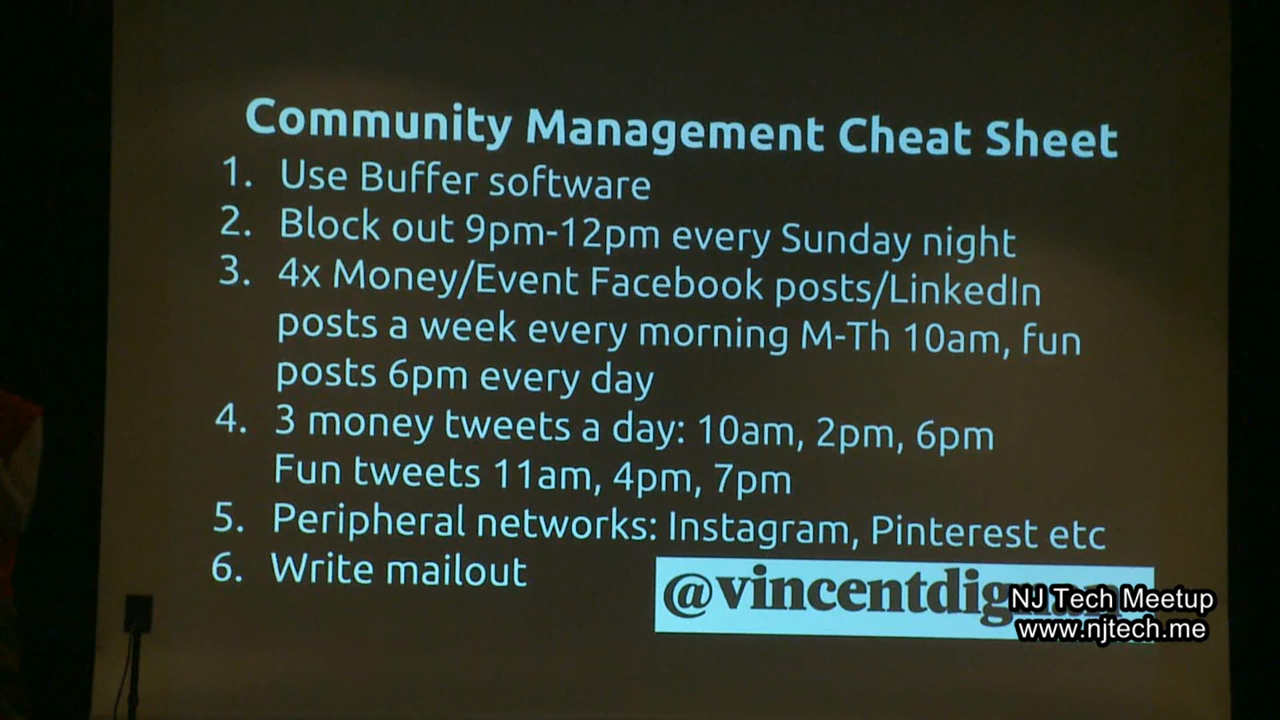 Community Management Cheat Sheet
1. Use Buffer software
2. Block out 9pm-12pm every Sunday night
3. 4x Money/Event Facebook posts/LinkedIn
posts a week every morning M-Th 10am, fun
posts 6pm every day
4. 3 money tweets a day: 10am, 2pm, 6pm
Fun tweets 11am, 4pm, 7pm
5. Peripheral networks: Instagram, Pinterest etc
6. Write mailout
NJ Tech Meetup
www.njtech.me